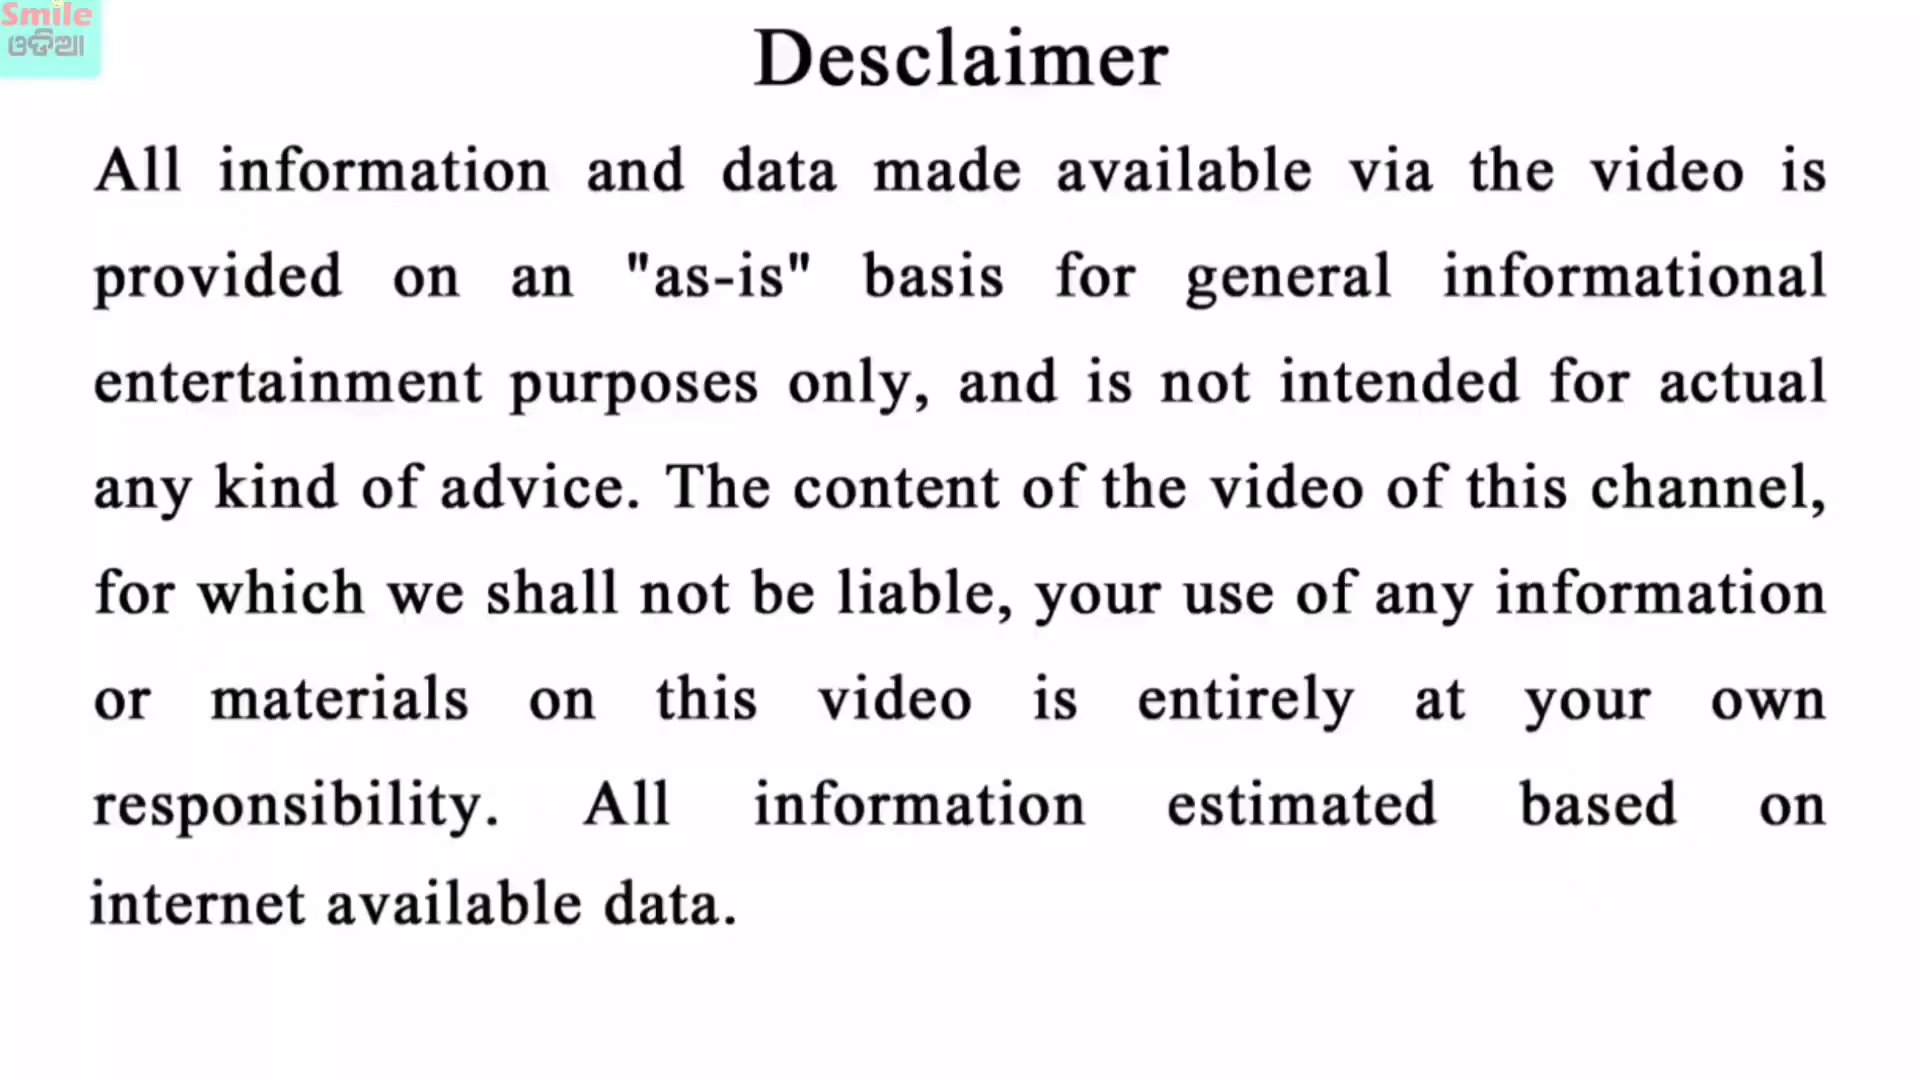 Smile
ଓଡିଆ
Desclaimer
All information and data made available via the video is
provided on an "as-is" basis for general informational
entertainment purposes only, and is not intended for actual
any kind of advice. The content of the video of this channel,
for which we shall not be liable, your use of any information
or materials on this video is entirely at your own
responsibility. All information estimated based on
internet available data.